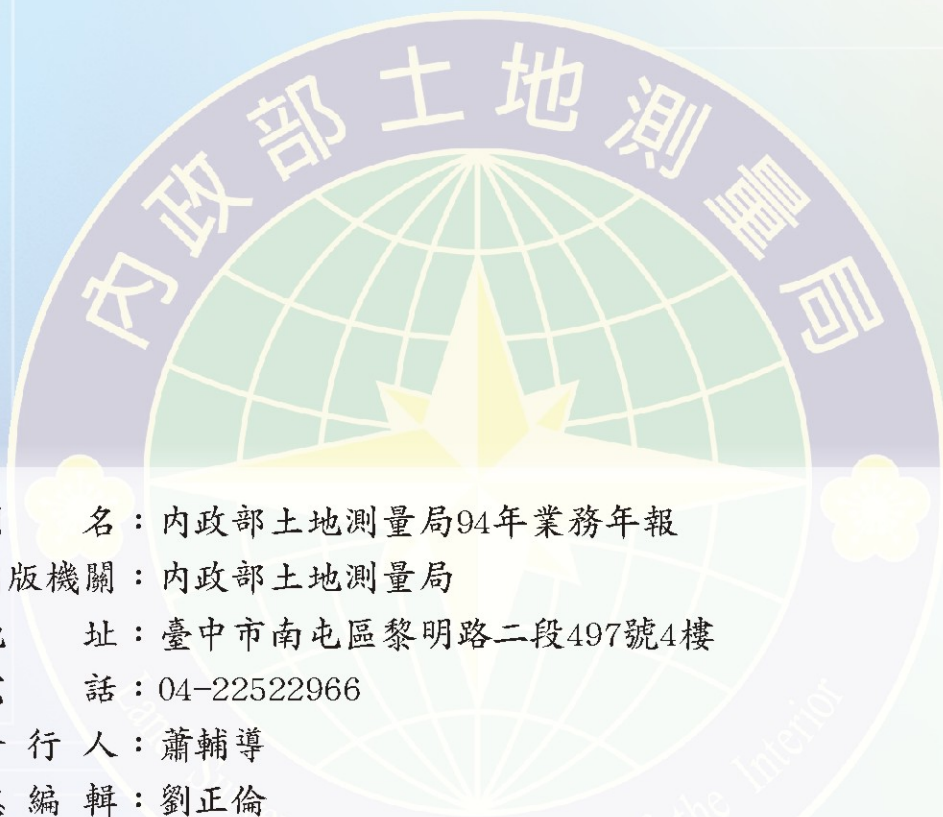 內政部土地測量局
名：內政部土地測量局94年業務年報
版機關：內政部土地測量局
址：臺中市南屯區黎明路二段497號4樓
話：04-22522966
行人：蕭輔導
編輯：劉正倫
the Interior